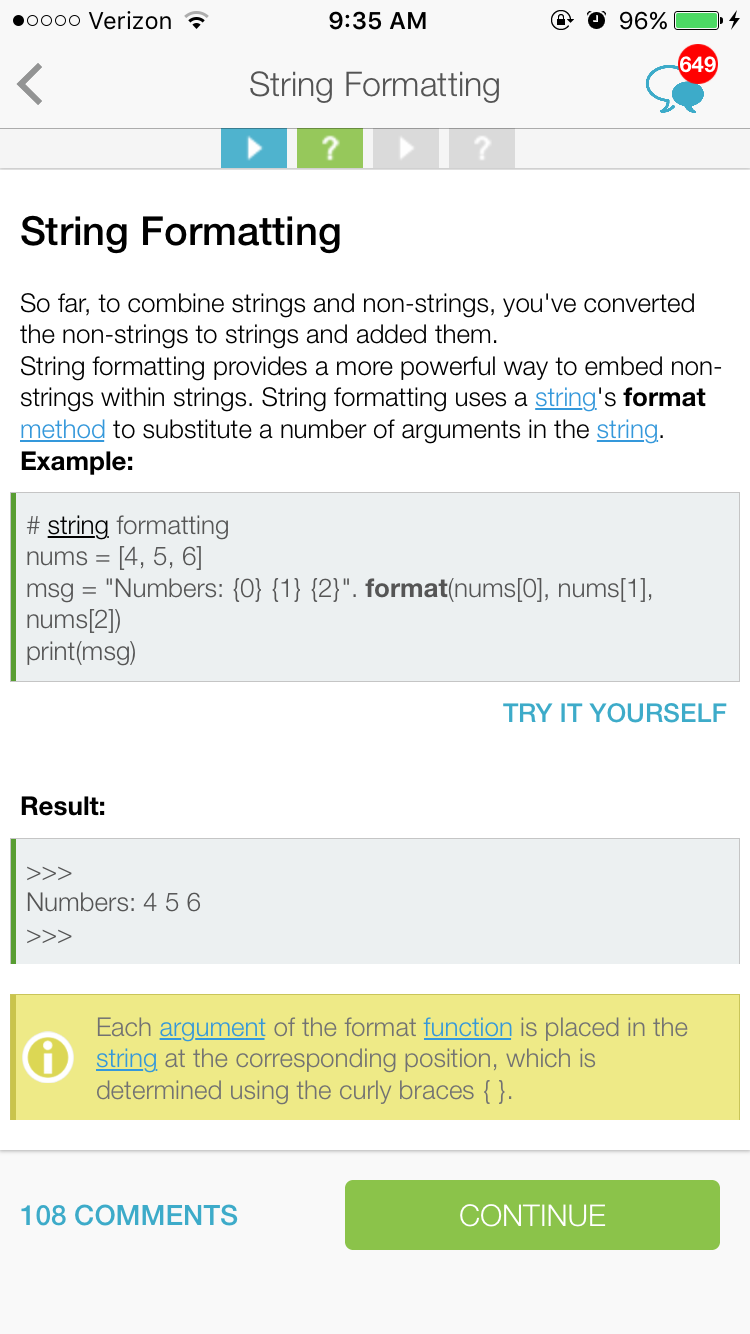 Verizon 9:35 AM 96%
String Formatting 649
? ?
String Formatting
So far, to combine strings and non-strings, you've converted
the non-strings to strings and added them.
String formatting provides a more powerful way to embed non-
strings within strings. String formatting uses a string's format
method to substitute a number of arguments in the string.
Example:
# string formatting
nums = [4, 5, 6]
msg = "Numbers: {0} {1} {2}". format(nums[0], nums[1],
nums[2])
print(msg)
TRY IT YOURSELF
Result:
>>>
Numbers: 4 5 6
>>>
Each argument of the format function is placed in the
string at the corresponding position, which is
determined using the curly braces { }.
108 COMMENTS CONTINUE